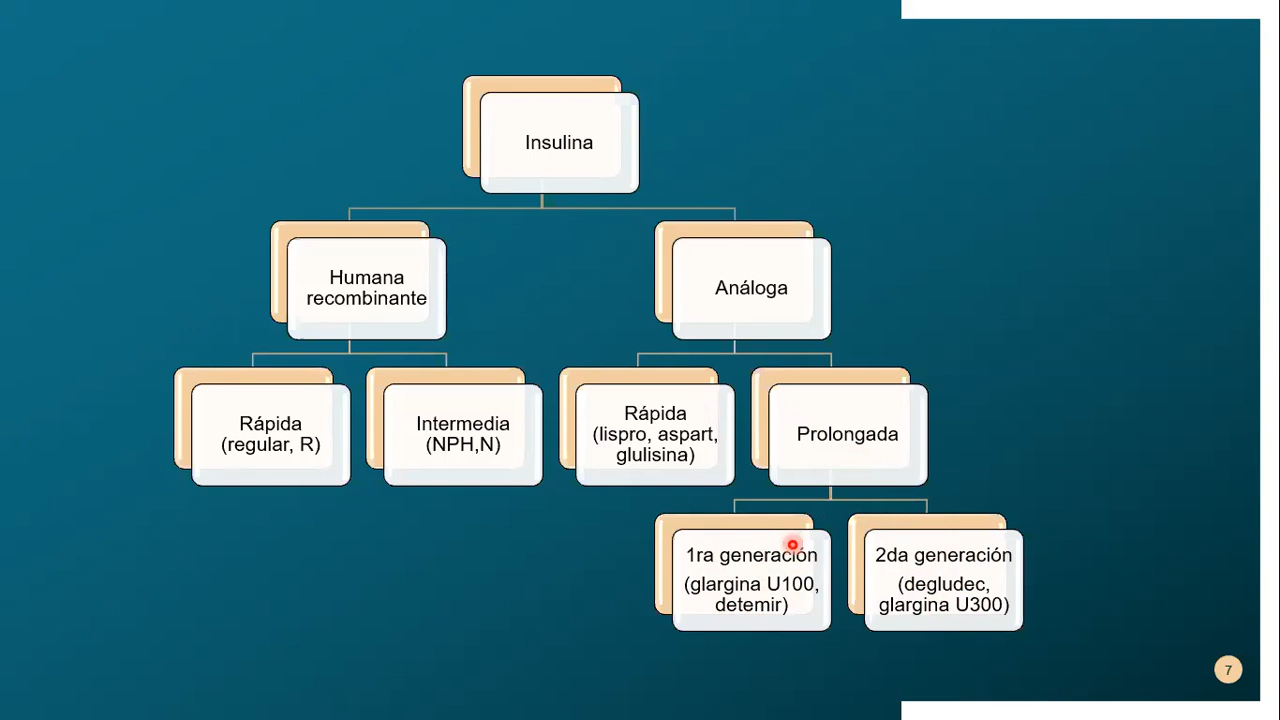 Insulina
Humana
recombinante
Análoga
Rápida
(regular, R)
Intermedia
(NPH,N)
Rápida
(lispro, aspart,
glulisina)
Prolongada
1ra generación
(glargina U100,
detemir)
2da generación
(degludec,
glargina U300)
7